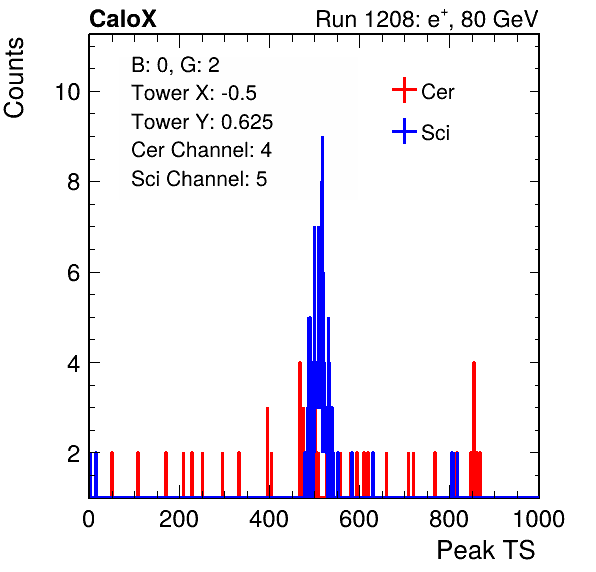 CaloX Run 1208: e⁺, 80 GeV
Counts
B: 0, G: 2
Tower X: -0.5
Tower Y: 0.625
Cer Channel: 4
Sci Channel: 5
Cer
Sci
10
8
6
4
2
0 200 400 600 800 1000
Peak TS